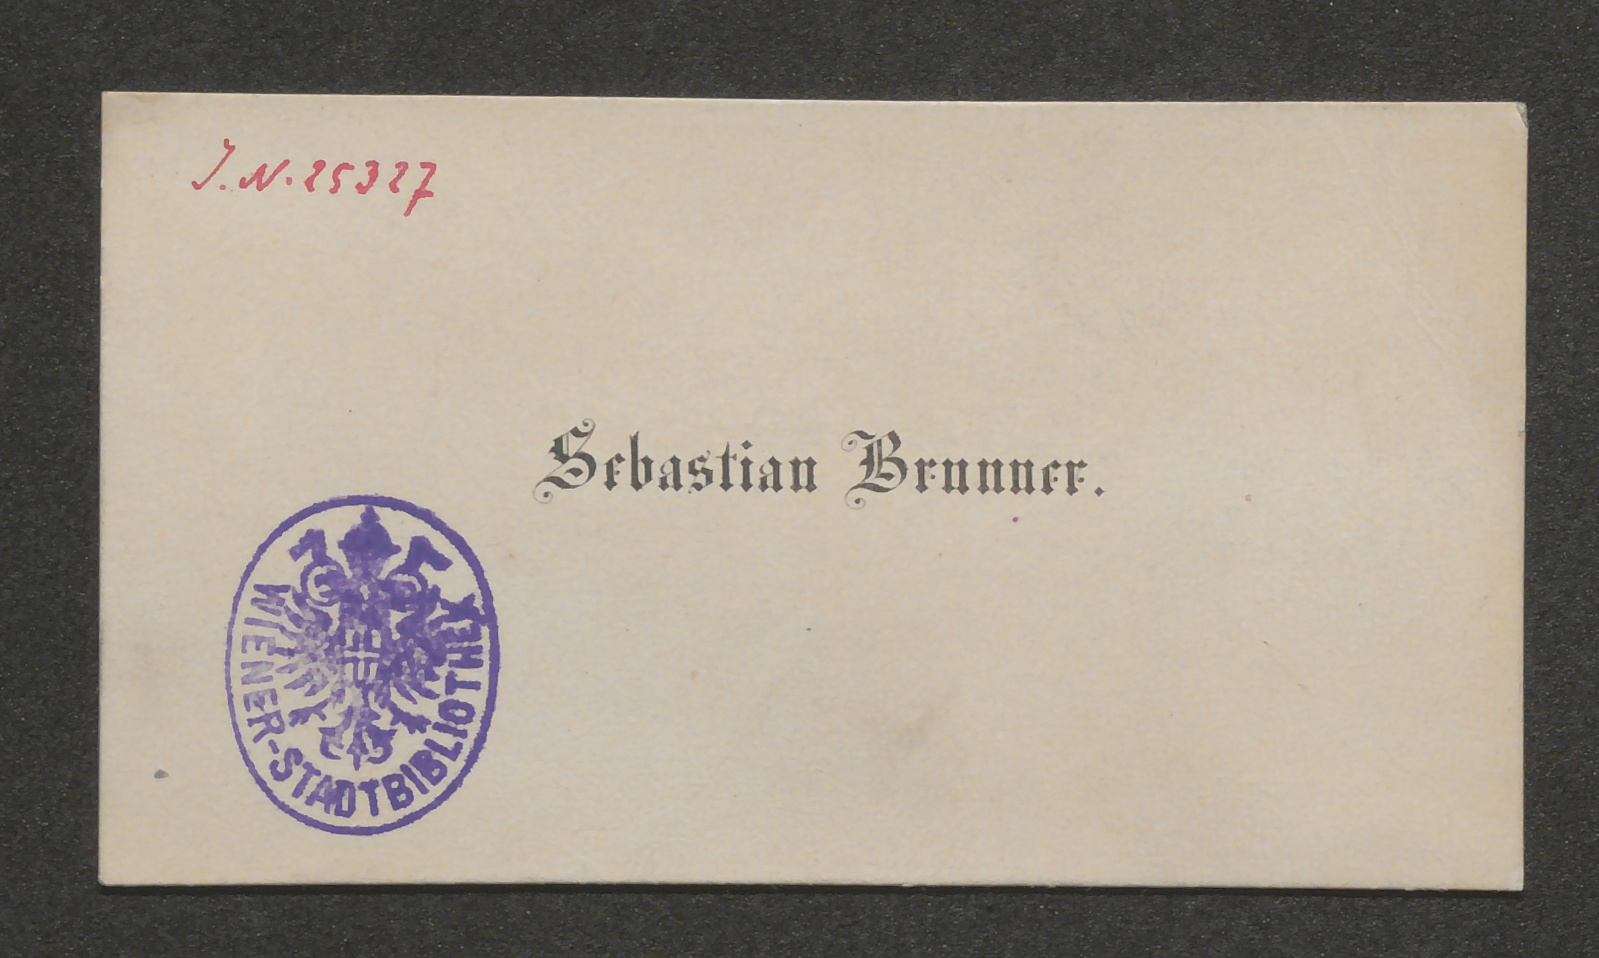 J. N. 25327
Sebastian Brunner.
WIENER-STADTBIBLIOTHEK